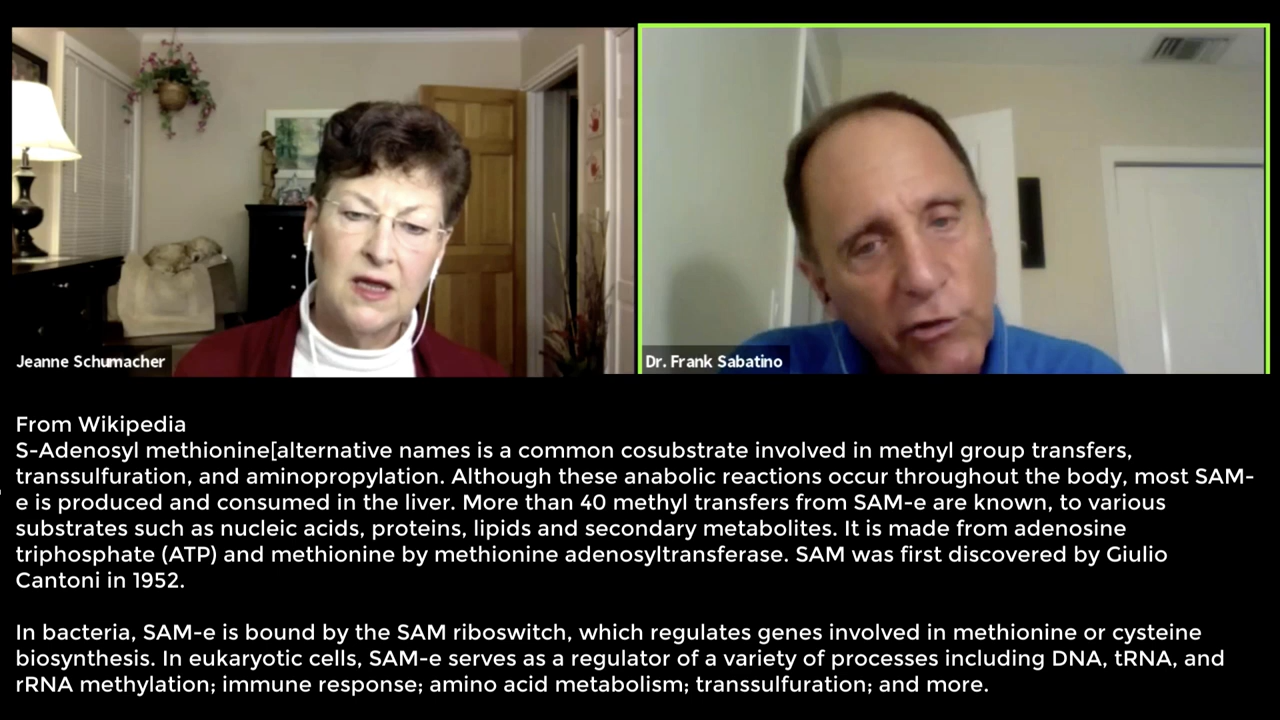 Jeanne Schumacher
Dr. Frank Sabatino
From Wikipedia
S-Adenosyl methionine[alternative names is a common cosubstrate involved in methyl group transfers,
transsulfuration, and aminopropylation. Although these anabolic reactions occur throughout the body, most SAM-
e is produced and consumed in the liver. More than 40 methyl transfers from SAM-e are known, to various
substrates such as nucleic acids, proteins, lipids and secondary metabolites. It is made from adenosine
triphosphate (ATP) and methionine by methionine adenosyltransferase. SAM was first discovered by Giulio
Cantoni in 1952.
In bacteria, SAM-e is bound by the SAM riboswitch, which regulates genes involved in methionine or cysteine
biosynthesis. In eukaryotic cells, SAM-e serves as a regulator of a variety of processes including DNA, tRNA, and
rRNA methylation; immune response; amino acid metabolism; transsulfuration; and more.